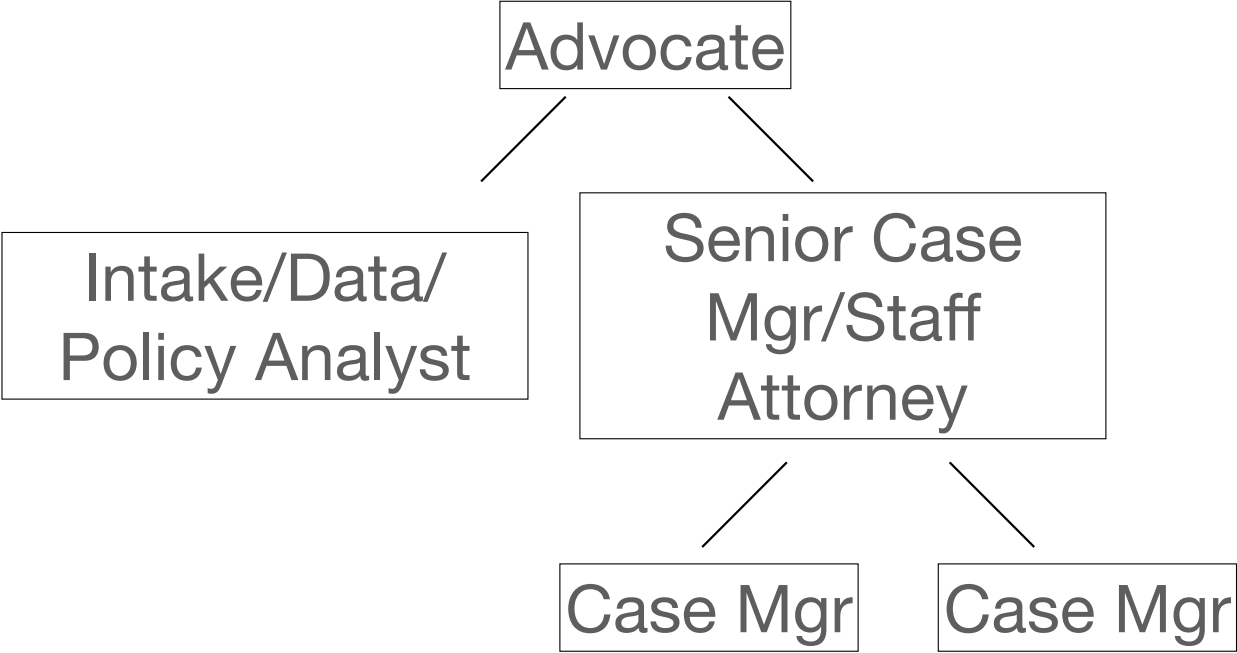 Advocate
Intake/Data/
Policy Analyst
Senior Case
Mgr/Staff
Attorney
Case Mgr
Case Mgr